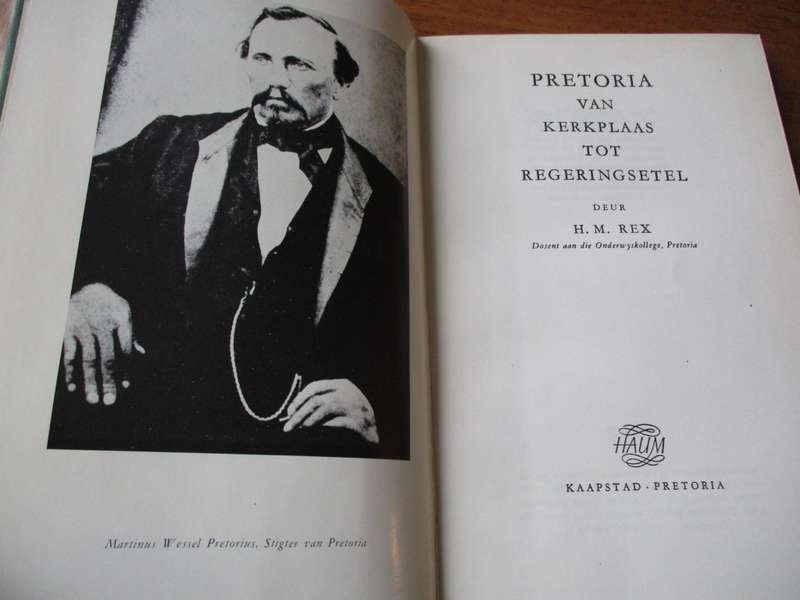 Martinus Wessel Pretorius, Stigter van Pretoria
PRETORIA
VAN
KERKPLAAS
TOT
REGERINGSETEL
DEUR
H. M. REX
Dosent aan die Onderwyskollege, Pretoria
HAUM
KAAPSTAD · PRETORIA